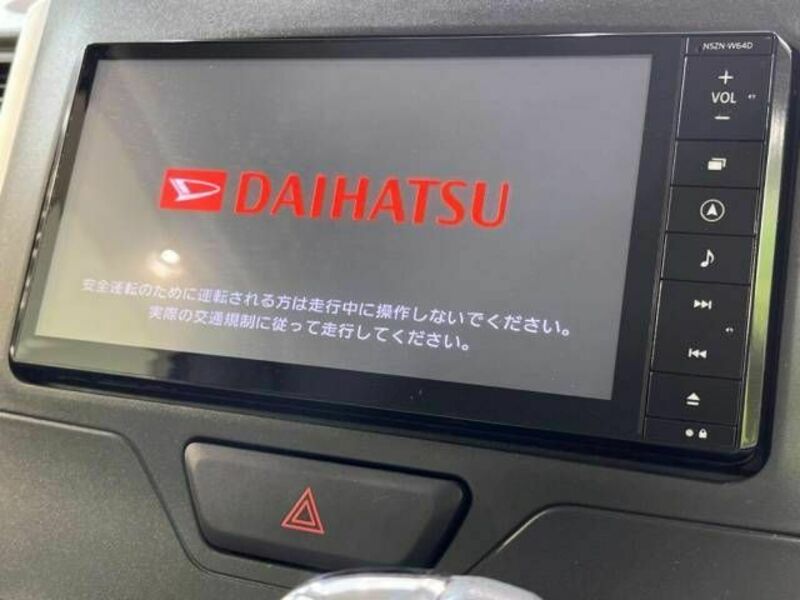 NSZN-W64D
VOL
DAIHATSU
安全運転のために運転される方は走行中に操作しないでください。
実際の交通規制に従って走行してください。